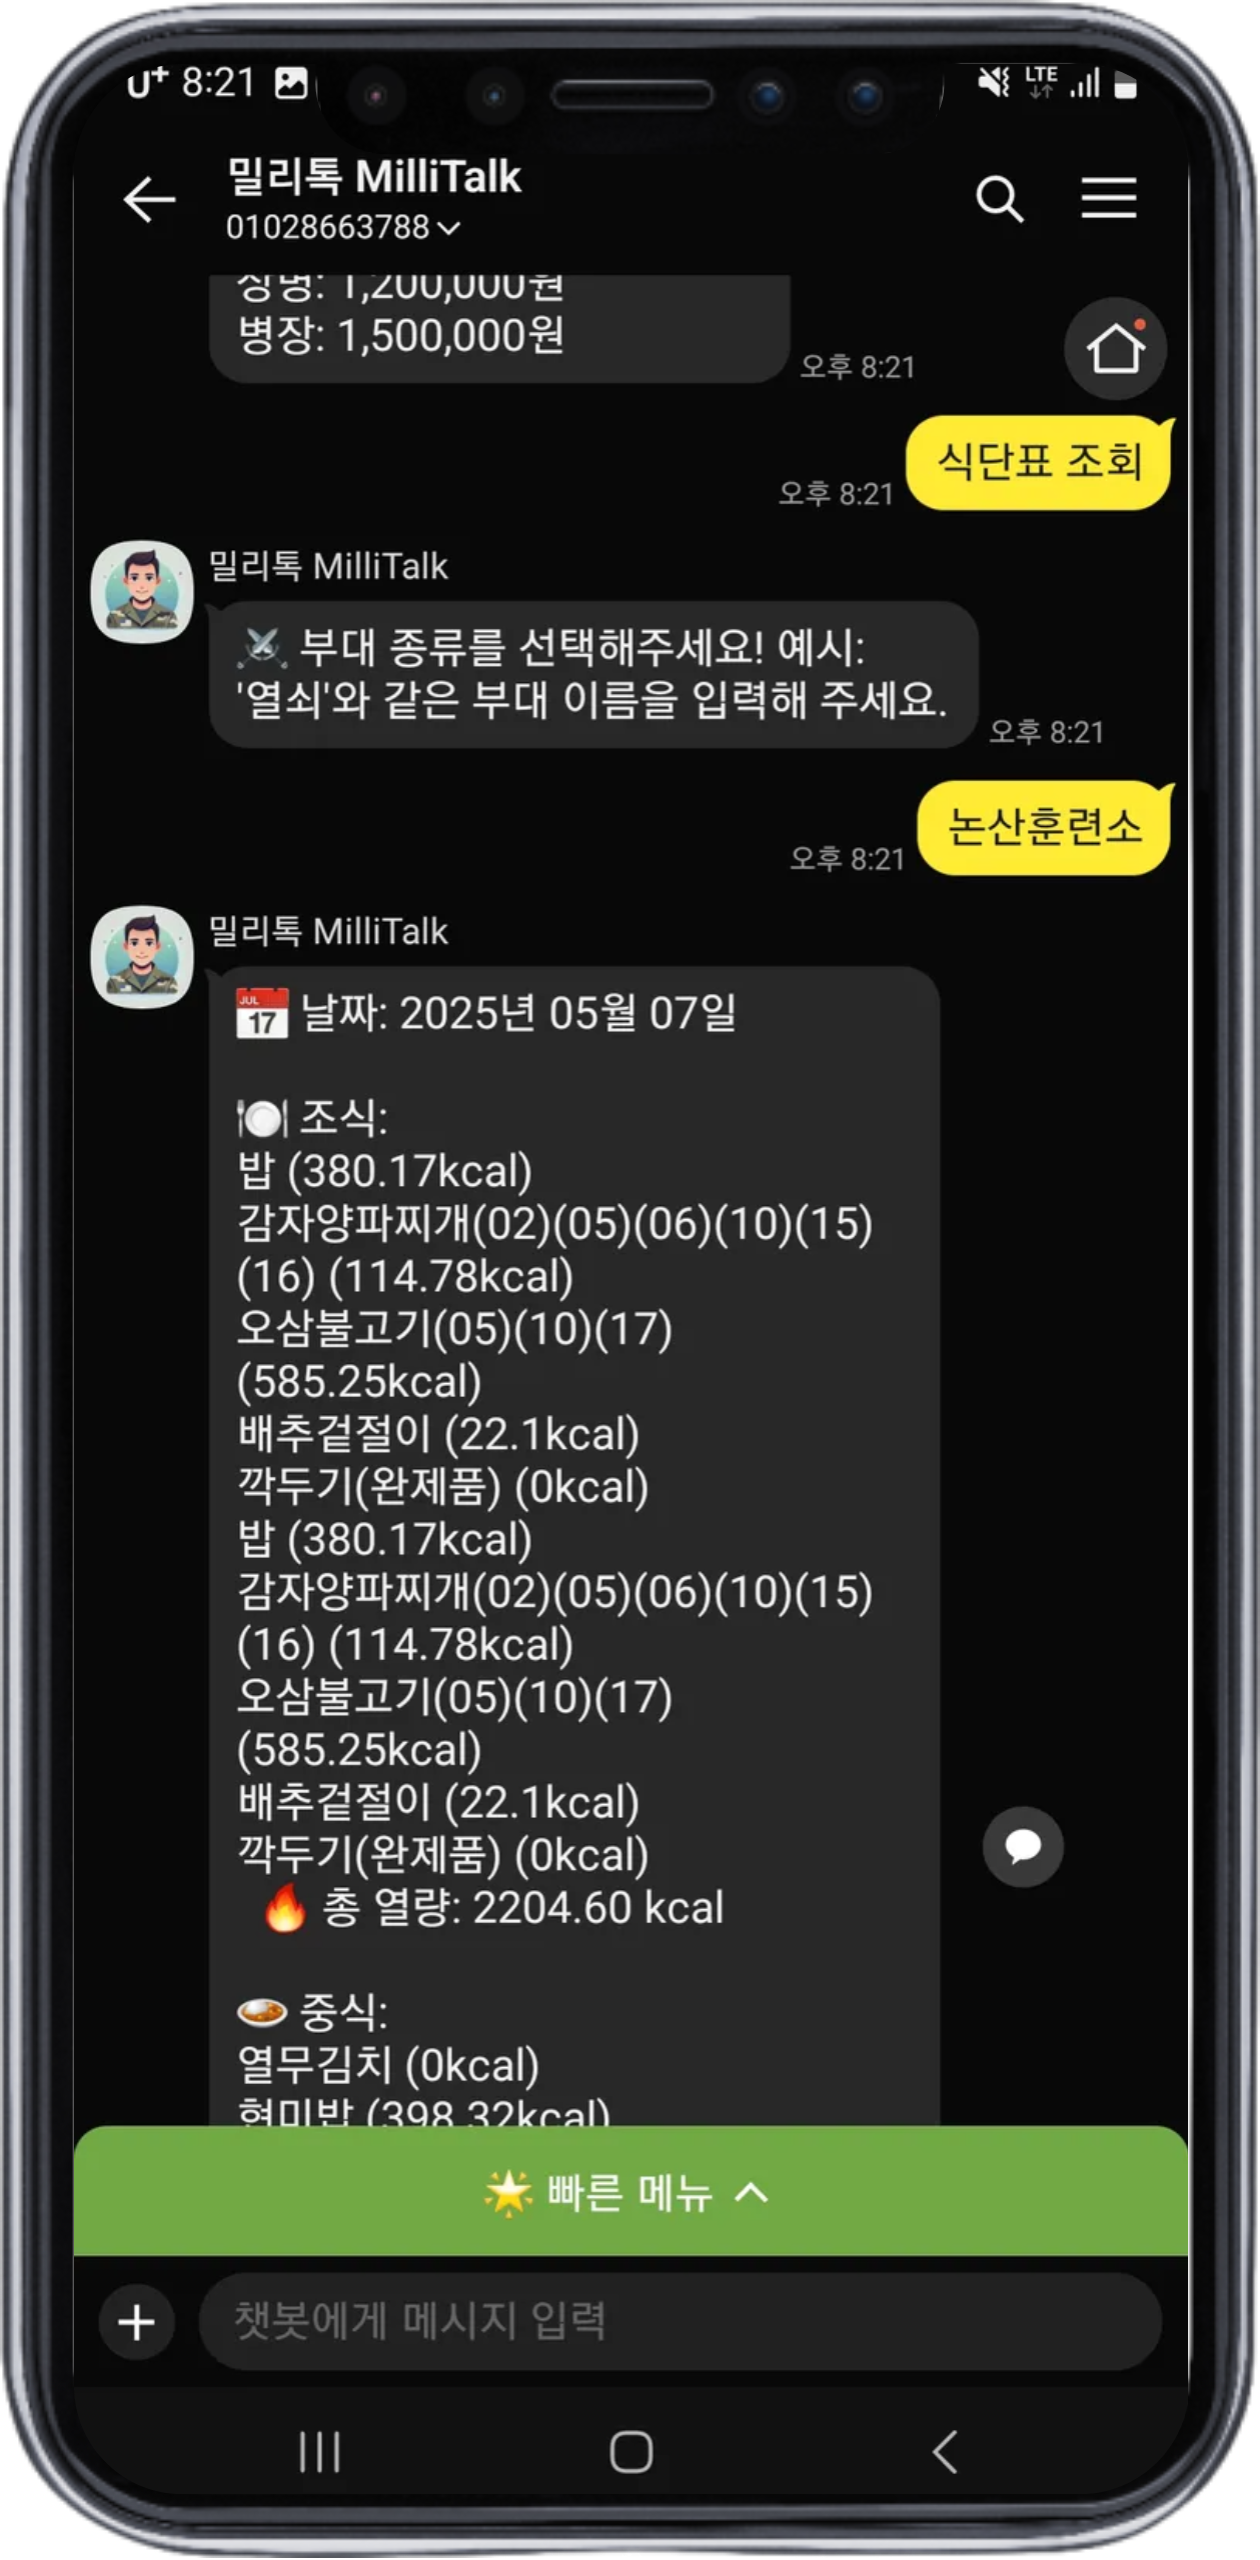 U⁺ 8:21 LTE
밀리톡 MilliTalk
01028663788
상병: 1,200,000원
병장: 1,500,000원
오후 8:21
식단표 조회
오후 8:21
밀리톡 MilliTalk
⚔️ 부대 종류를 선택해주세요! 예시:
'열쇠'와 같은 부대 이름을 입력해 주세요.
오후 8:21
논산훈련소
오후 8:21
밀리톡 MilliTalk
📅 날짜: 2025년 05월 07일
🍽️ 조식:
밥 (380.17kcal)
감자양파찌개(02)(05)(06)(10)(15)
(16) (114.78kcal)
오삼불고기(05)(10)(17)
(585.25kcal)
배추겉절이 (22.1kcal)
깍두기(완제품) (0kcal)
밥 (380.17kcal)
감자양파찌개(02)(05)(06)(10)(15)
(16) (114.78kcal)
오삼불고기(05)(10)(17)
(585.25kcal)
배추겉절이 (22.1kcal)
깍두기(완제품) (0kcal)
🔥 총 열량: 2204.60 kcal
🍛 중식:
열무김치 (0kcal)
현미밥 (398.32kcal)
🌟 빠른 메뉴
챗봇에게 메시지 입력